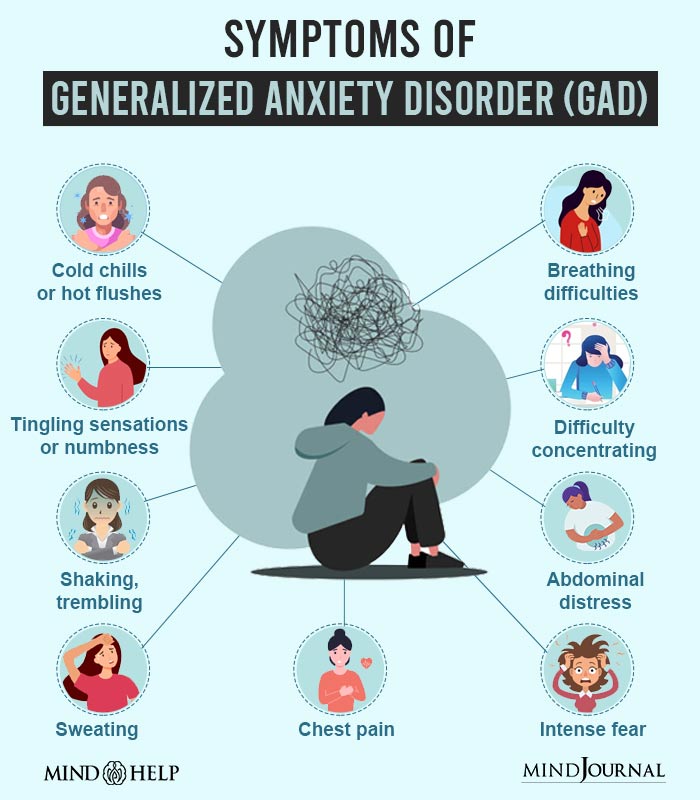 SYMPTOMS OF
GENERALIZED ANXIETY DISORDER (GAD)
Cold chills
or hot flushes
Breathing
difficulties
?
Tingling sensations
or numbness
Difficulty
concentrating
Shaking,
trembling
Abdominal
distress
Sweating
Chest pain
Intense fear
MIND HELP
MINDJOURNAL